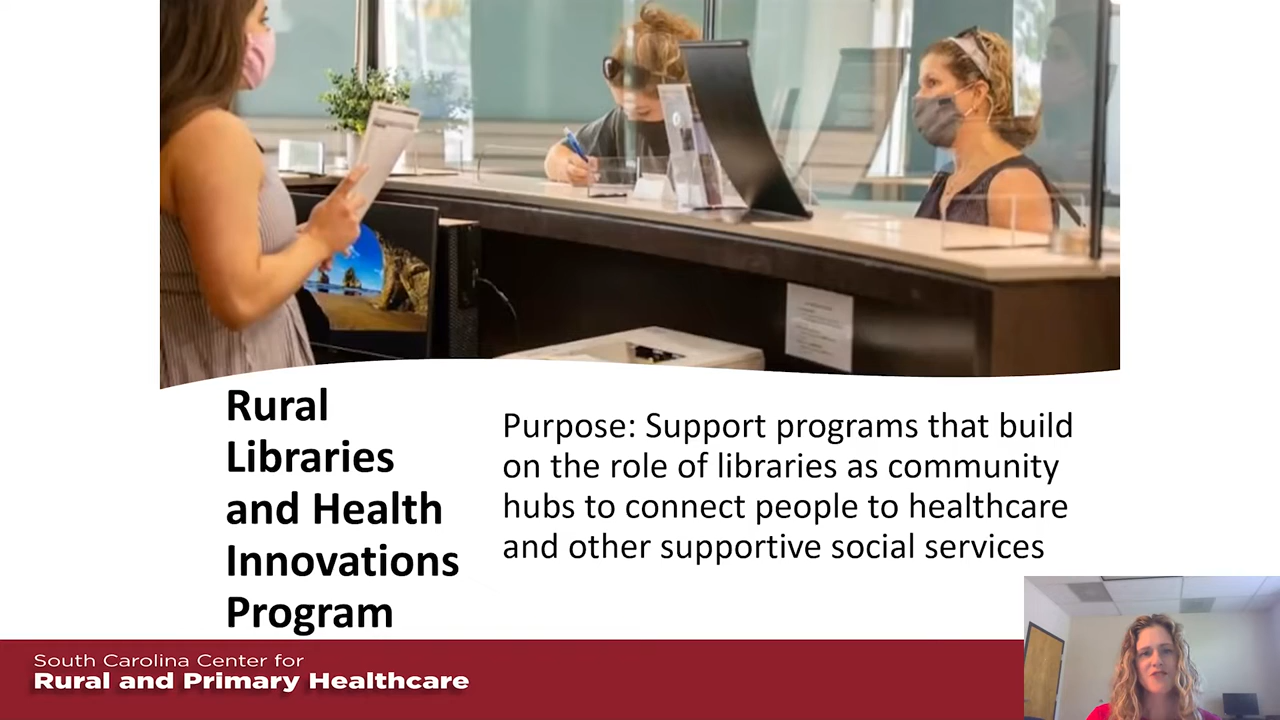 Rural
Libraries
and Health
Innovations
Program
Purpose: Support programs that build
on the role of libraries as community
hubs to connect people to healthcare
and other supportive social services
South Carolina Center for
Rural and Primary Healthcare